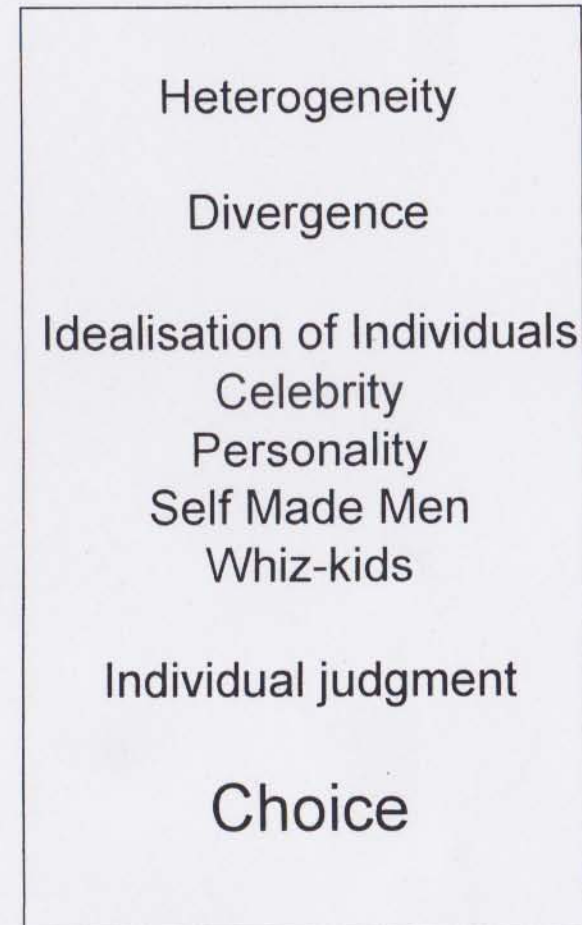 Heterogeneity
Divergence
Idealisation of Individuals
Celebrity
Personality
Self Made Men
Whiz-kids
Individual judgment
Choice